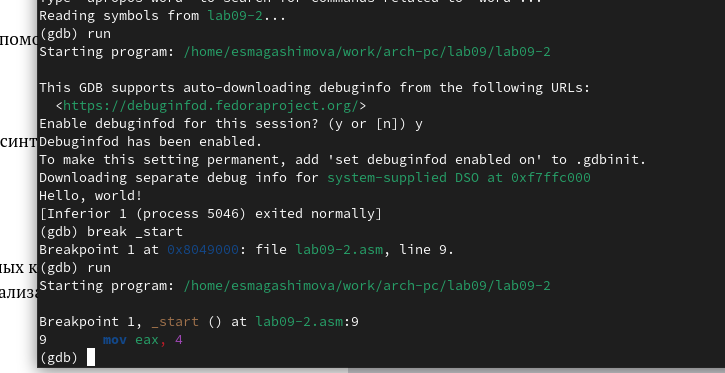 Type "apropos word" to search for commands related to "word"...
Reading symbols from lab09-2...
(gdb) run
Starting program: /home/esmagashimova/work/arch-pc/lab09/lab09-2
This GDB supports auto-downloading debuginfo from the following URLs:
<https://debuginfod.fedoraproject.org/>
Enable debuginfod for this session? (y or [n]) y
Debuginfod has been enabled.
To make this setting permanent, add 'set debuginfod enabled on' to .gdbinit.
Downloading separate debug info for system-supplied DSO at 0xf7ffc000
Hello, world!
[Inferior 1 (process 5046) exited normally]
(gdb) break _start
Breakpoint 1 at 0x8049000: file lab09-2.asm, line 9.
(gdb) run
Starting program: /home/esmagashimova/work/arch-pc/lab09/lab09-2
Breakpoint 1, _start () at lab09-2.asm:9
9 mov eax, 4
(gdb)